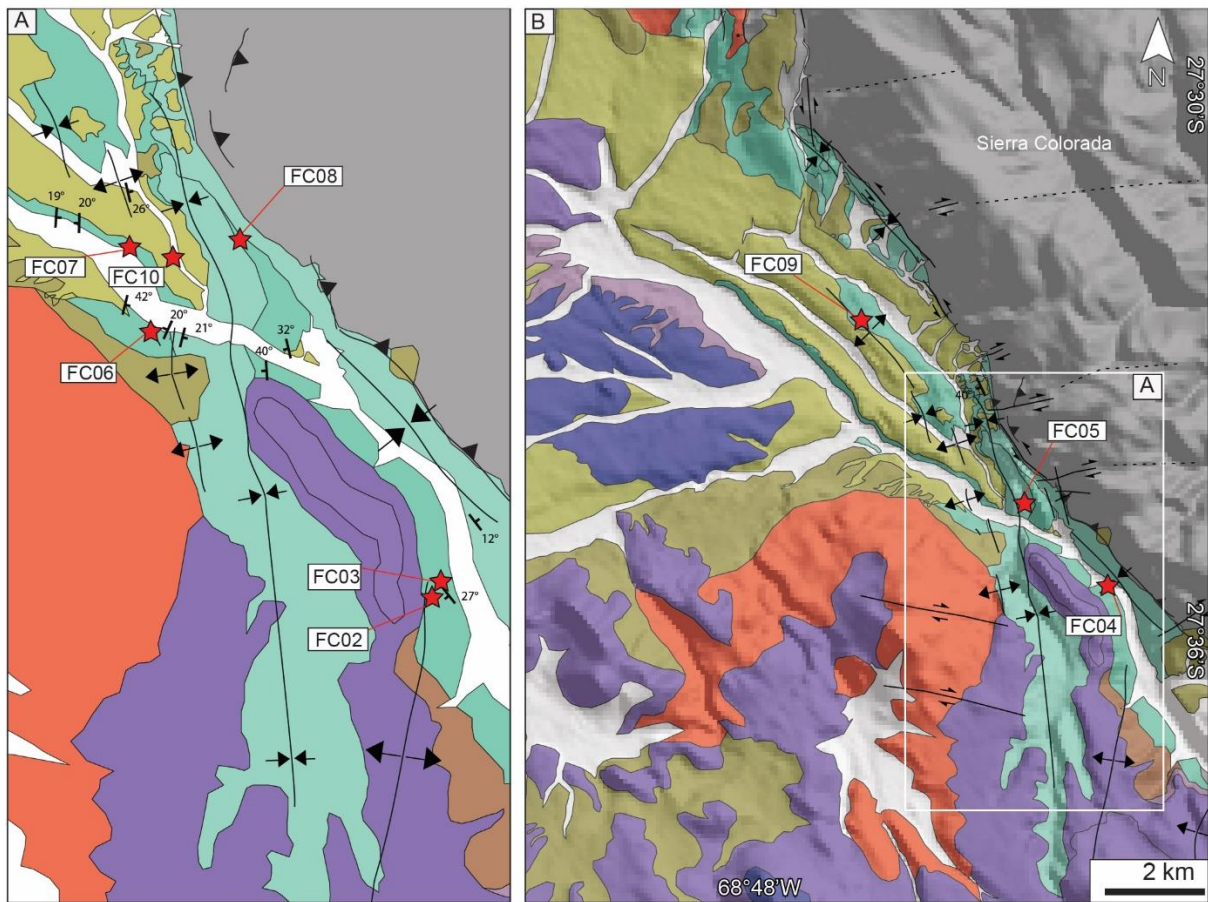 A
FC08
26°
19°
20°
FC07
FC10
42°
20°
21°
32°
FC06
40°
12°
FC03
27°
FC02
B
N
27°30'S
Sierra Colorada
FC09
A
40°
FC05
FC04
27°36'S
68°48'W
2 km